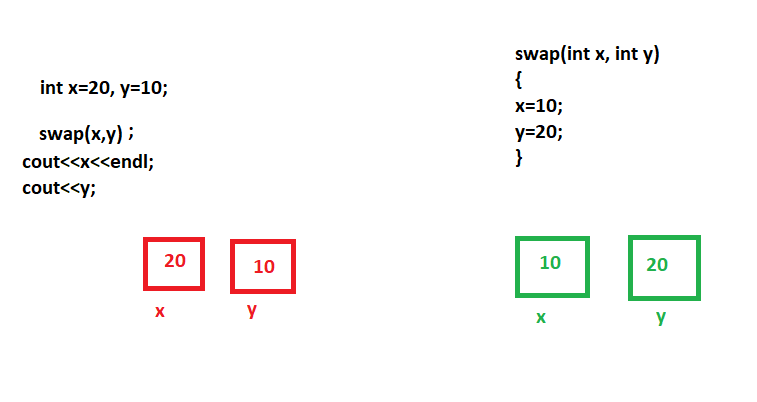 int x=20, y=10;
swap(x,y) ;
cout<<x<<endl;
cout<<y;
swap(int x, int y)
{
x=10;
y=20;
}
20 10
x y
10 20
x y